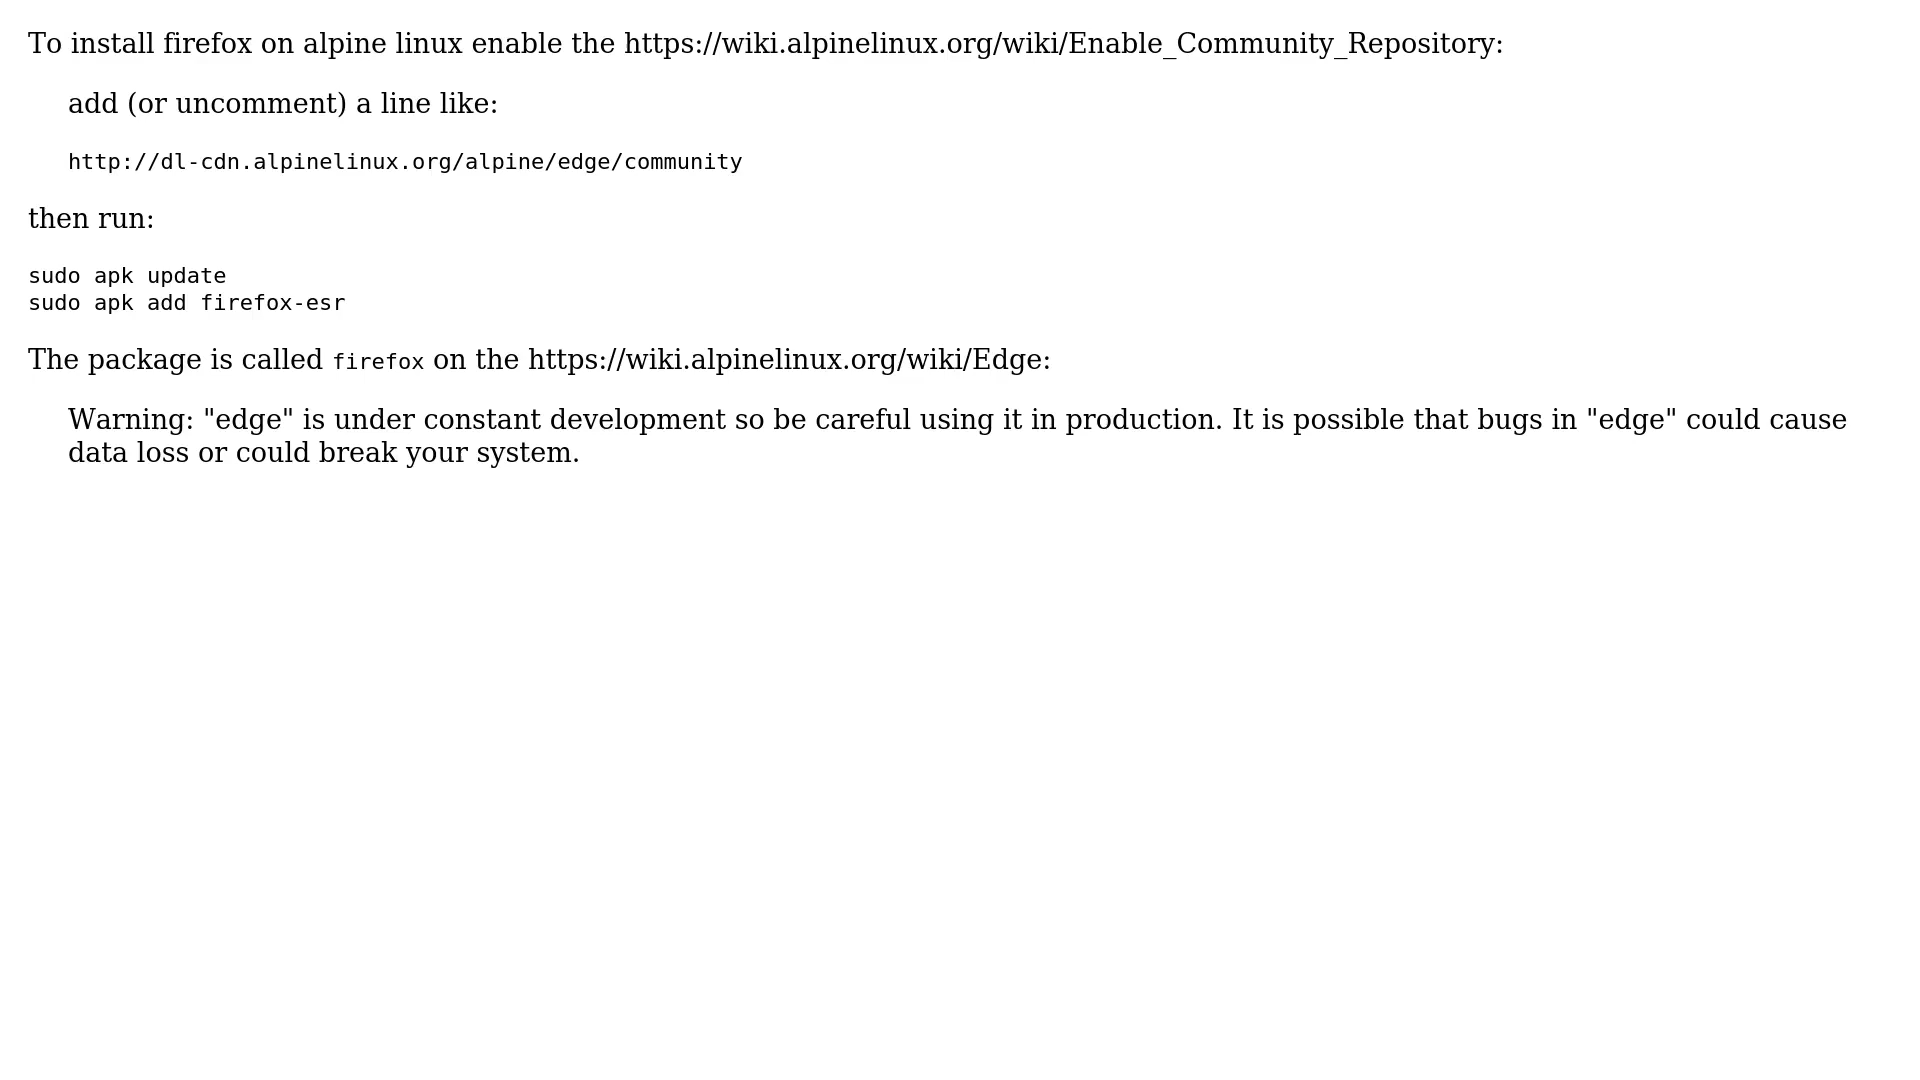 To install firefox on alpine linux enable the https://wiki.alpinelinux.org/wiki/Enable_Community_Repository:
add (or uncomment) a line like:
http://dl-cdn.alpinelinux.org/alpine/edge/community
then run:
sudo apk update
sudo apk add firefox-esr
The package is called firefox on the https://wiki.alpinelinux.org/wiki/Edge:
Warning: "edge" is under constant development so be careful using it in production. It is possible that bugs in "edge" could cause
data loss or could break your system.